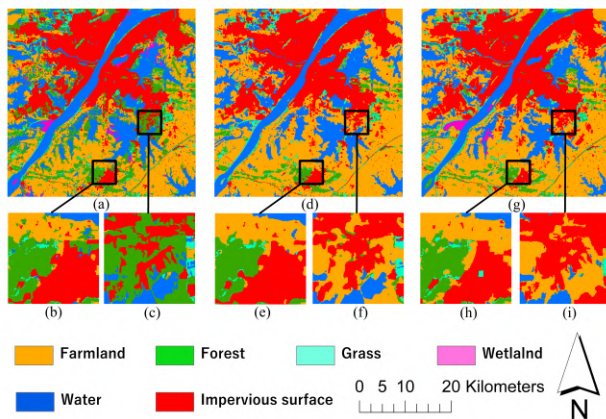 (a) (d) (g)
(b) (c) (e) (f) (h) (i)
Farmland Forest Grass Wetlalnd
Water Impervious surface 0 5 10 20 Kilometers
N